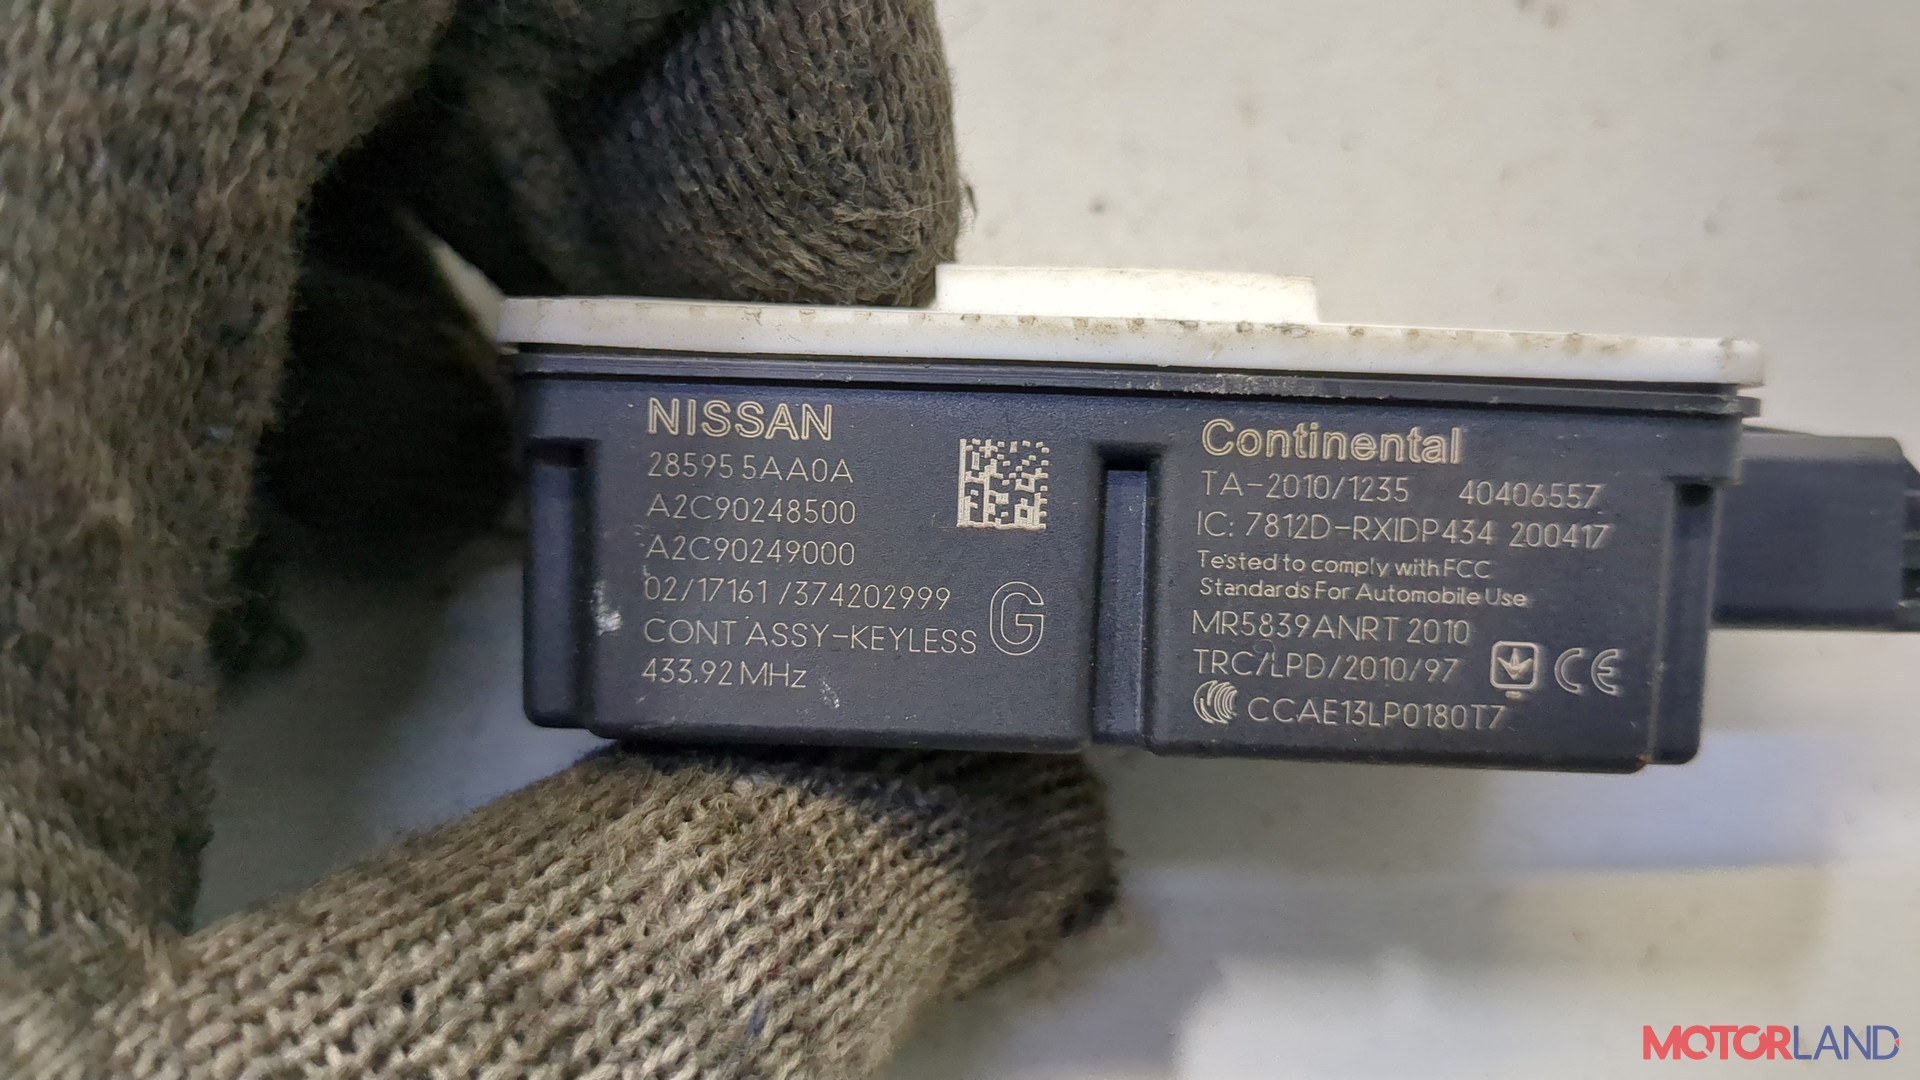 NISSAN
28595 5AA0A
A2C90248500
A2C90249000
02/17161 /374202999
CONT ASSY-KEYLESS
433.92 MHz
G
Continental
TA-2010/1235 40406557
IC: 7812D-RXIDP434 200417
Tested to comply with FCC
Standards For Automobile Use
MR5839ANRT 2010
TRC/LPD/2010/97
CE
CCAE13LP0180T7
MOTORLAND